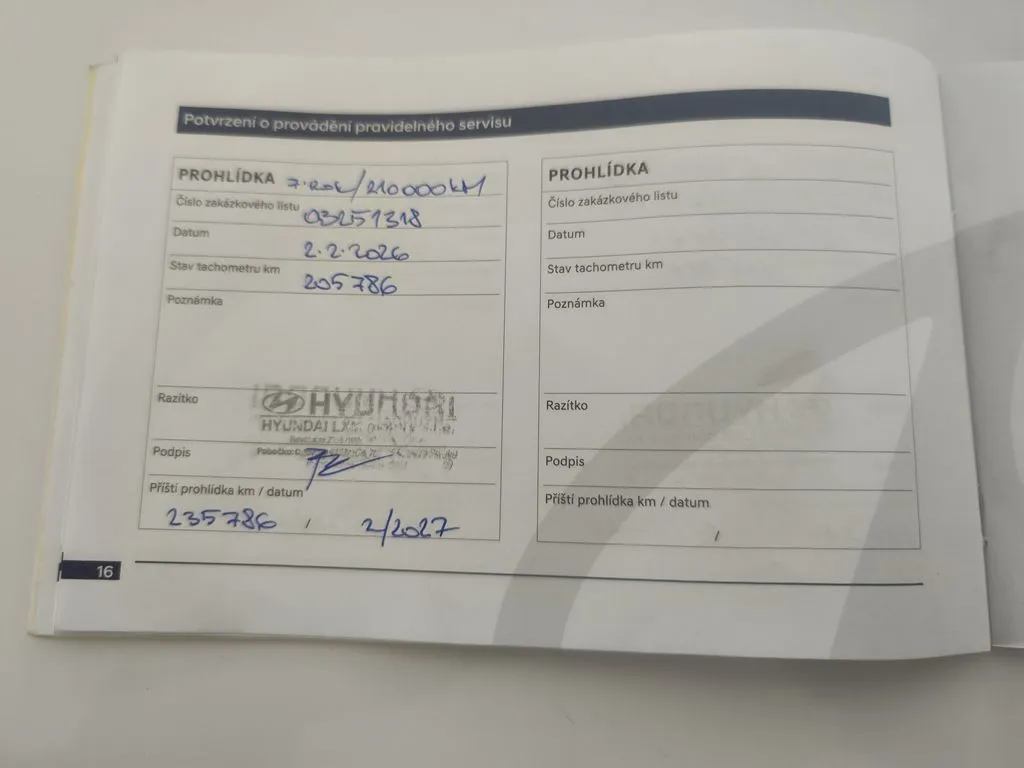 Potvrzení o provádění pravidelného servisu
PROHLÍDKA 7. ROK/210000KM
Číslo zakázkového listu 03251318
Datum 2.2.2026
Stav tachometru km 205786
Poznámka
Razítko
HYUNDAI
HYUNDAI
Podpis
Příští prohlídka km / datum
235786 / 2/2027
PROHLÍDKA
Číslo zakázkového listu
Datum
Stav tachometru km
Poznámka
Razítko
Podpis
Příští prohlídka km / datum
/
16